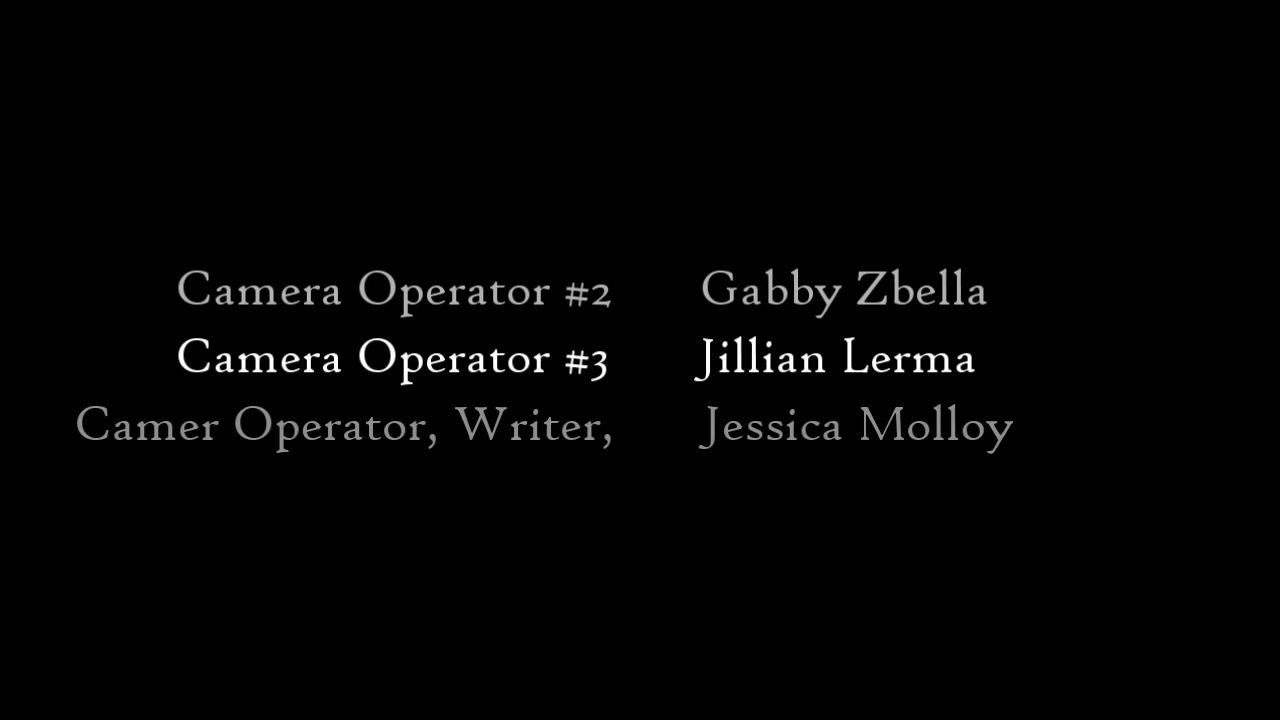 Camera Operator #2 Gabby Zbella
Camera Operator #3 Jillian Lerma
Camer Operator, Writer, Jessica Molloy